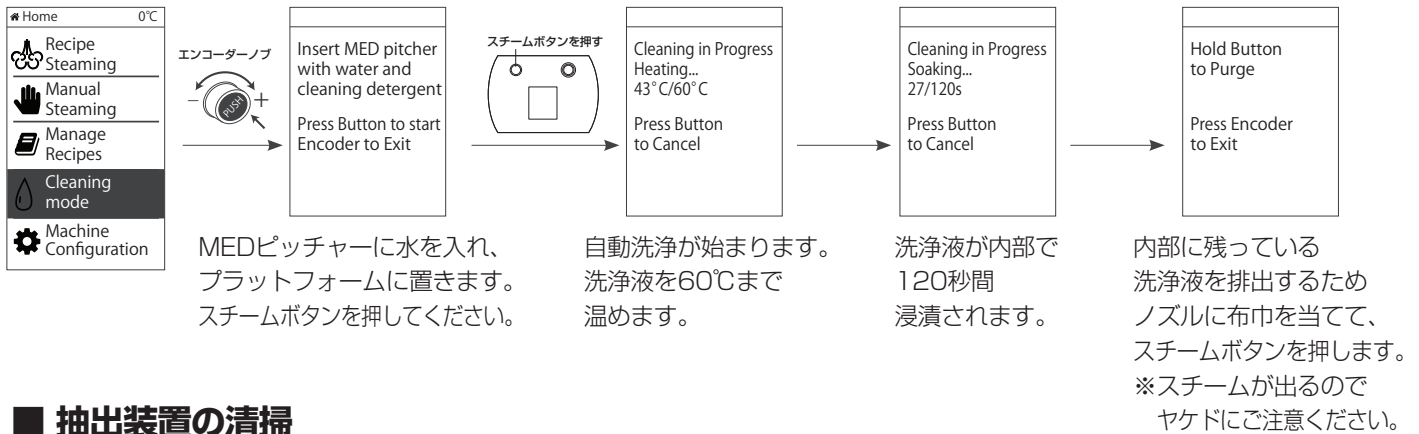 Home 0℃
Recipe
Steaming
Manual
Steaming
Manage
Recipes
Cleaning
mode
Machine
Configuration
エンコーダーノブ
− PUSH +
Insert MED pitcher
with water and
cleaning detergent
Press Button to start
Encoder to Exit
スチームボタンを押す
Cleaning in Progress
Heating...
43°C/60°C
Press Button
to Cancel
Cleaning in Progress
Soaking...
27/120s
Press Button
to Cancel
Hold Button
to Purge
Press Encoder
to Exit
MEDピッチャーに水を入れ、
プラットフォームに置きます。
スチームボタンを押してください。
自動洗浄が始まります。
洗浄液を60℃まで
温めます。
洗浄液が内部で
120秒間
浸漬されます。
内部に残っている
洗浄液を排出するため
ノズルに布巾を当てて、
スチームボタンを押します。
※スチームが出るので
ヤケドにご注意ください。
■ 抽出装置の清掃